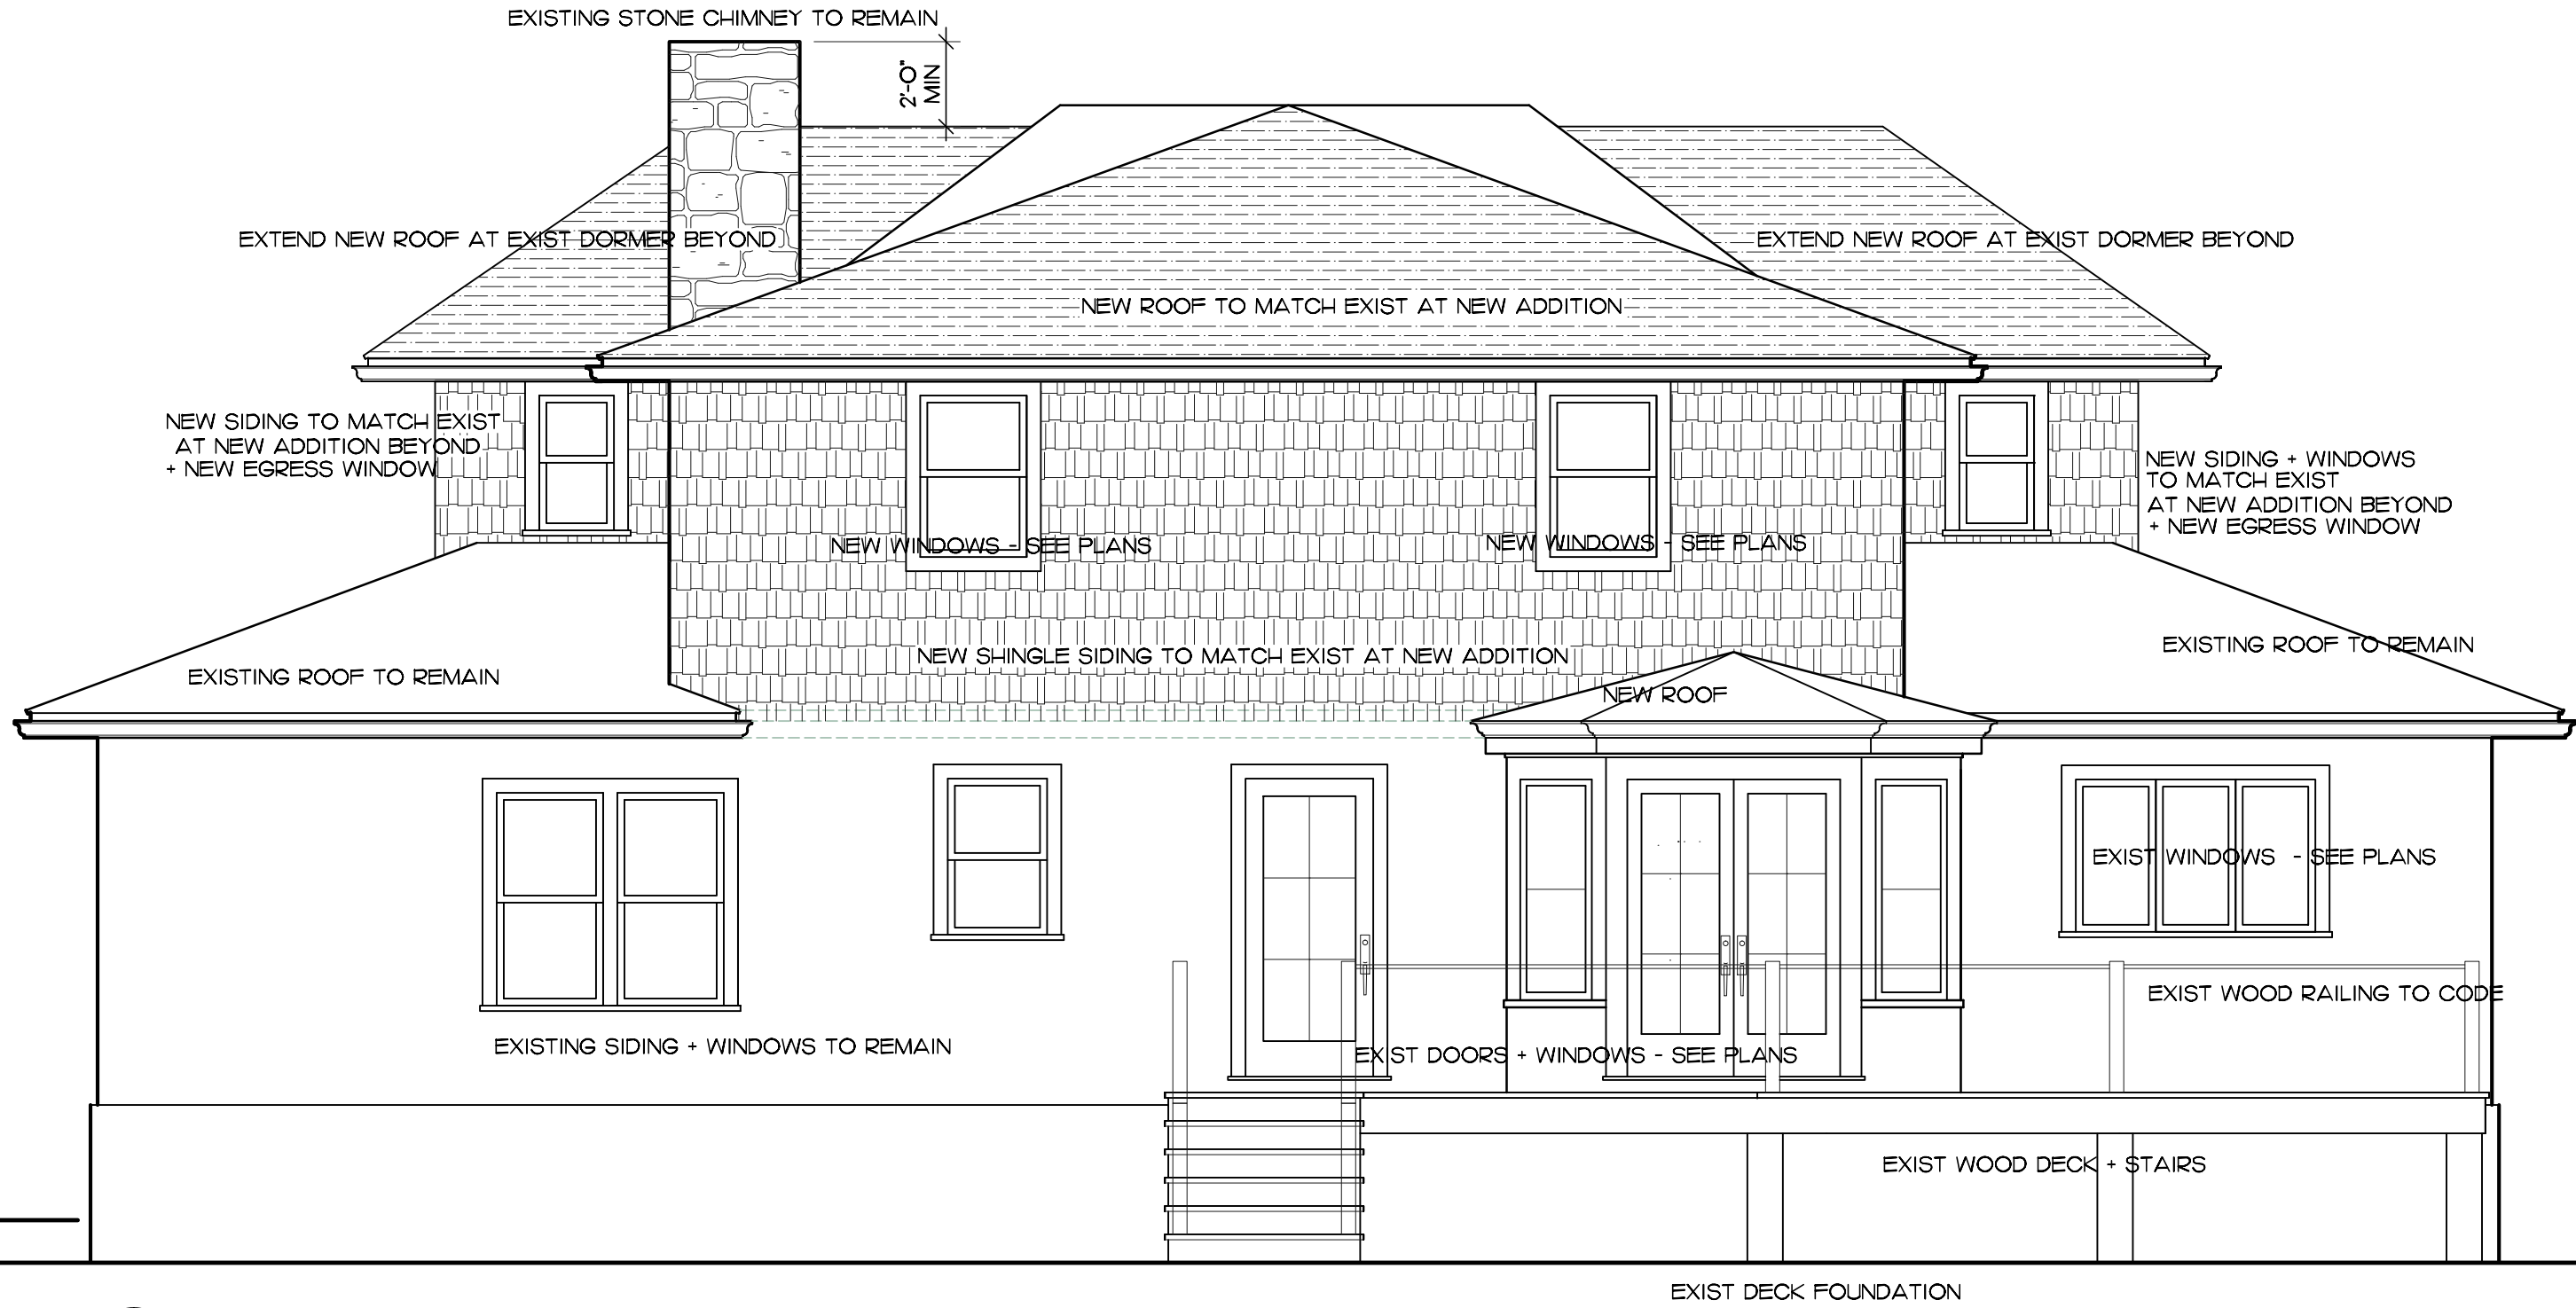 EXISTING STONE CHIMNEY TO REMAIN
2'-0"
MIN
EXTEND NEW ROOF AT EXIST DORMER BEYOND
EXTEND NEW ROOF AT EXIST DORMER BEYOND
NEW ROOF TO MATCH EXIST AT NEW ADDITION
NEW SIDING TO MATCH EXIST
AT NEW ADDITION BEYOND
+ NEW EGRESS WINDOW
NEW SIDING + WINDOWS
TO MATCH EXIST
AT NEW ADDITION BEYOND
+ NEW EGRESS WINDOW
NEW WINDOWS - SEE PLANS
NEW WINDOWS - SEE PLANS
NEW SHINGLE SIDING TO MATCH EXIST AT NEW ADDITION
EXISTING ROOF TO REMAIN
EXISTING ROOF TO REMAIN
NEW ROOF
EXIST WINDOWS - SEE PLANS
EXIST WOOD RAILING TO CODE
EXISTING SIDING + WINDOWS TO REMAIN
EXIST DOORS + WINDOWS - SEE PLANS
EXIST WOOD DECK + STAIRS
EXIST DECK FOUNDATION